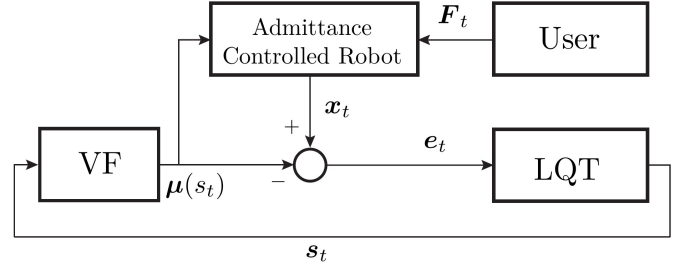 Admittance
Controlled Robot
F_t
User
x_t
+
VF
μ(s_t)
−
e_t
LQT
s_t